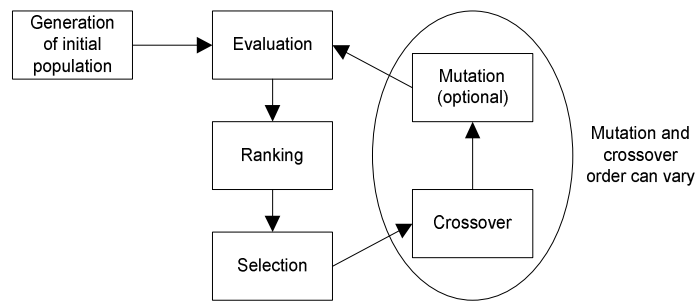 Generation
of initial
population
Evaluation
Ranking
Selection
Mutation
(optional)
Crossover
Mutation and
crossover
order can vary